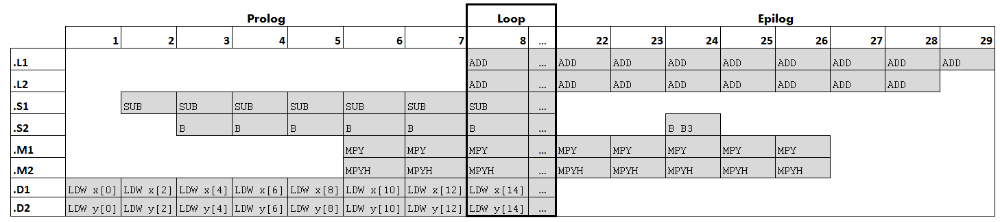 Prolog Loop Epilog
1 2 3 4 5 6 7 8 ... 22 23 24 25 26 27 28 29
.L1 ADD ... ADD ADD ADD ADD ADD ADD ADD ADD
.L2 ADD ... ADD ADD ADD ADD ADD ADD ADD
.S1 SUB SUB SUB SUB SUB SUB SUB ...
.S2 B B B B B B ... B B3
.M1 MPY MPY MPY ... MPY MPY MPY MPY MPY
.M2 MPYH MPYH MPYH ... MPYH MPYH MPYH MPYH MPYH
.D1 LDW x[0] LDW x[2] LDW x[4] LDW x[6] LDW x[8] LDW x[10] LDW x[12] LDW x[14] ...
.D2 LDW y[0] LDW y[2] LDW y[4] LDW y[6] LDW y[8] LDW y[10] LDW y[12] LDW y[14] ...